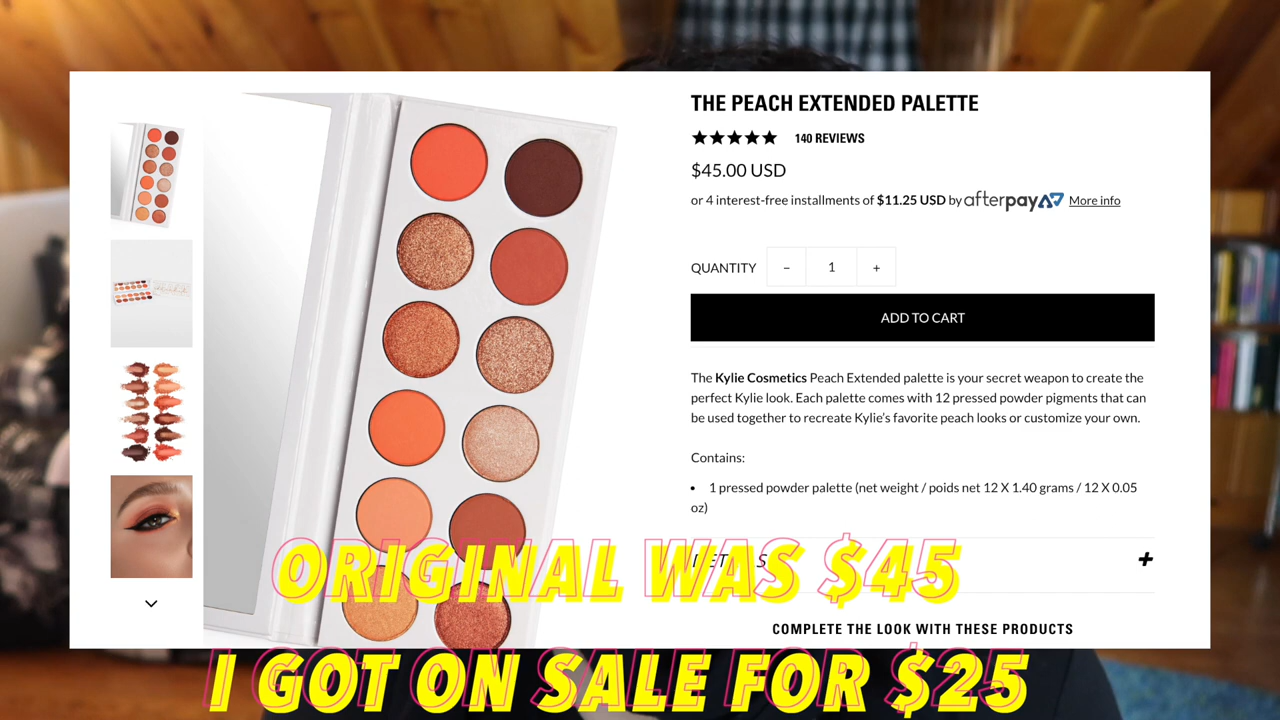 THE PEACH EXTENDED PALETTE
140 REVIEWS
$45.00 USD
or 4 interest-free installments of $11.25 USD by afterpay More info
QUANTITY − 1 +
ADD TO CART
The Kylie Cosmetics Peach Extended palette is your secret weapon to create the
perfect Kylie look. Each palette comes with 12 pressed powder pigments that can
be used together to recreate Kylie's favorite peach looks or customize your own.
Contains:
• 1 pressed powder palette (net weight / poids net 12 X 1.40 grams / 12 X 0.05
oz)
DETAILS +
ORIGINAL WAS $45
COMPLETE THE LOOK WITH THESE PRODUCTS
I GOT ON SALE FOR $25